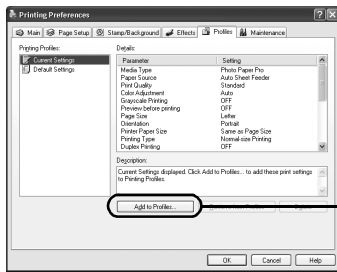 Printing Preferences
Main Page Setup Stamp/Background Effects Profiles Maintenance
Printing Profiles: Details:
Current Settings
Default Settings
Parameter Setting
Media Type Photo Paper Pro
Paper Source Auto Sheet Feeder
Print Quality Standard
Color Adjustment Auto
Grayscale Printing OFF
Preview before printing OFF
Page Size Letter
Orientation Portrait
Printer Paper Size Same as Page Size
Printing Type Normal-size Printing
Duplex Printing OFF
Description:
Current Settings displayed. Click Add to Profiles... to add these print settings
to Printing Profiles.
Add to Profiles...
OK Cancel Help